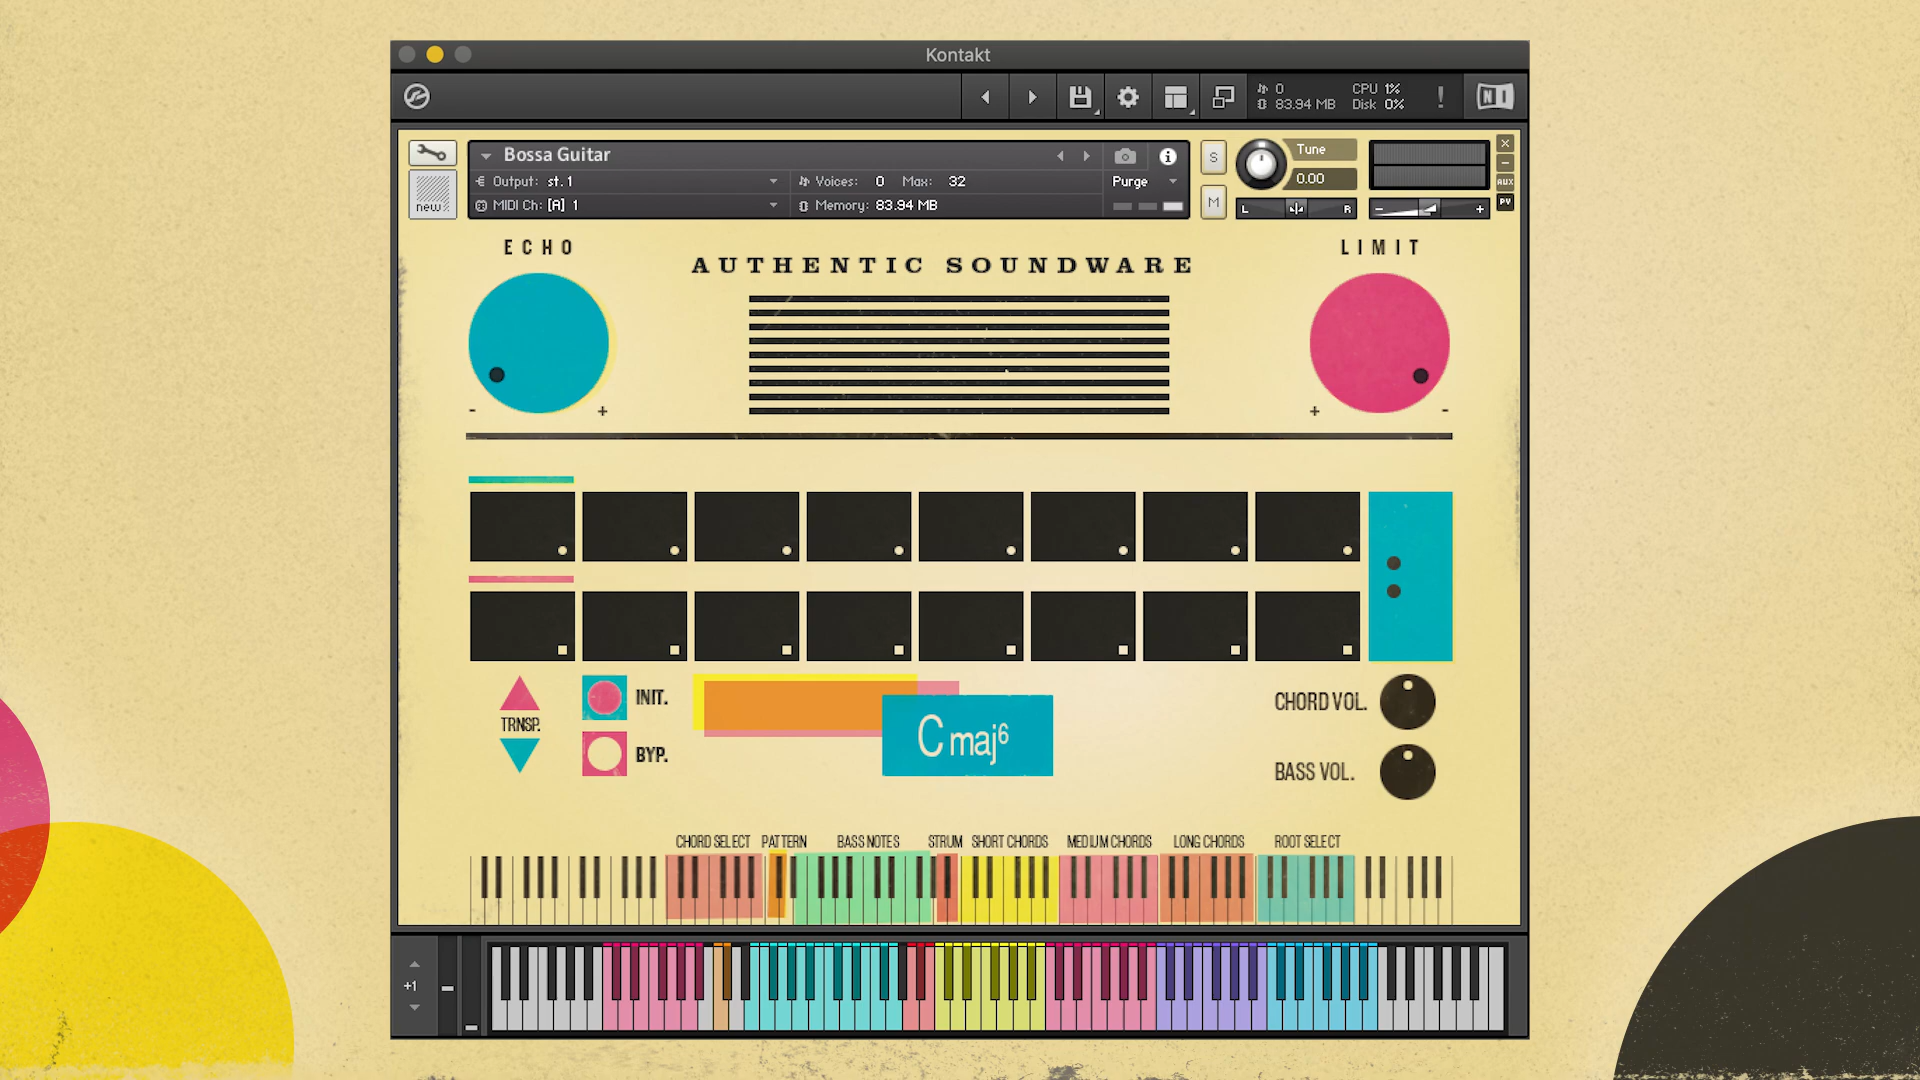 Kontakt
0
83.94 MB
CPU 1%
Disk 0%
!
NI
Bossa Guitar
Output: st.1
Voices: 0 Max: 32
Purge
MIDI Ch: [A] 1
Memory: 83.94 MB
new
S
M
Tune
0.00
L
R
-
+
x
-
AUX
PV
ECHO
AUTHENTIC SOUNDWARE
LIMIT
- +
+ -
TRNSP.
INIT.
BYP.
C maj⁶
CHORD VOL.
BASS VOL.
CHORD SELECT PATTERN BASS NOTES STRUM SHORT CHORDS MEDIUM CHORDS LONG CHORDS ROOT SELECT
+1